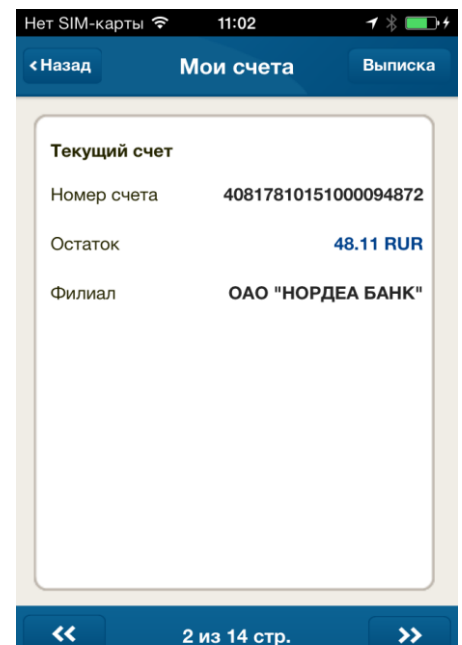 Нет SIM-карты 11:02
‹Назад Мои счета Выписка
Текущий счет
Номер счета 40817810151000094872
Остаток 48.11 RUR
Филиал ОАО "НОРДЕА БАНК"
<< 2 из 14 стр. >>